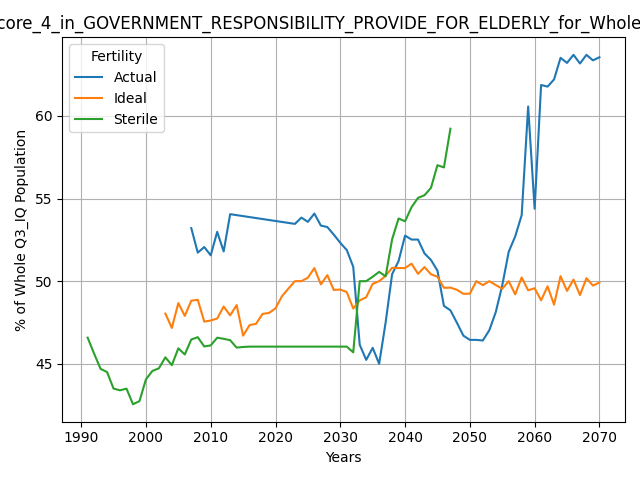 core_4_in_GOVERNMENT_RESPONSIBILITY_PROVIDE_FOR_ELDERLY_for_Whole
Fertility
Actual
Ideal
Sterile
% of Whole Q3_IQ Population
60
55
50
45
1990 2000 2010 2020 2030 2040 2050 2060 2070
Years